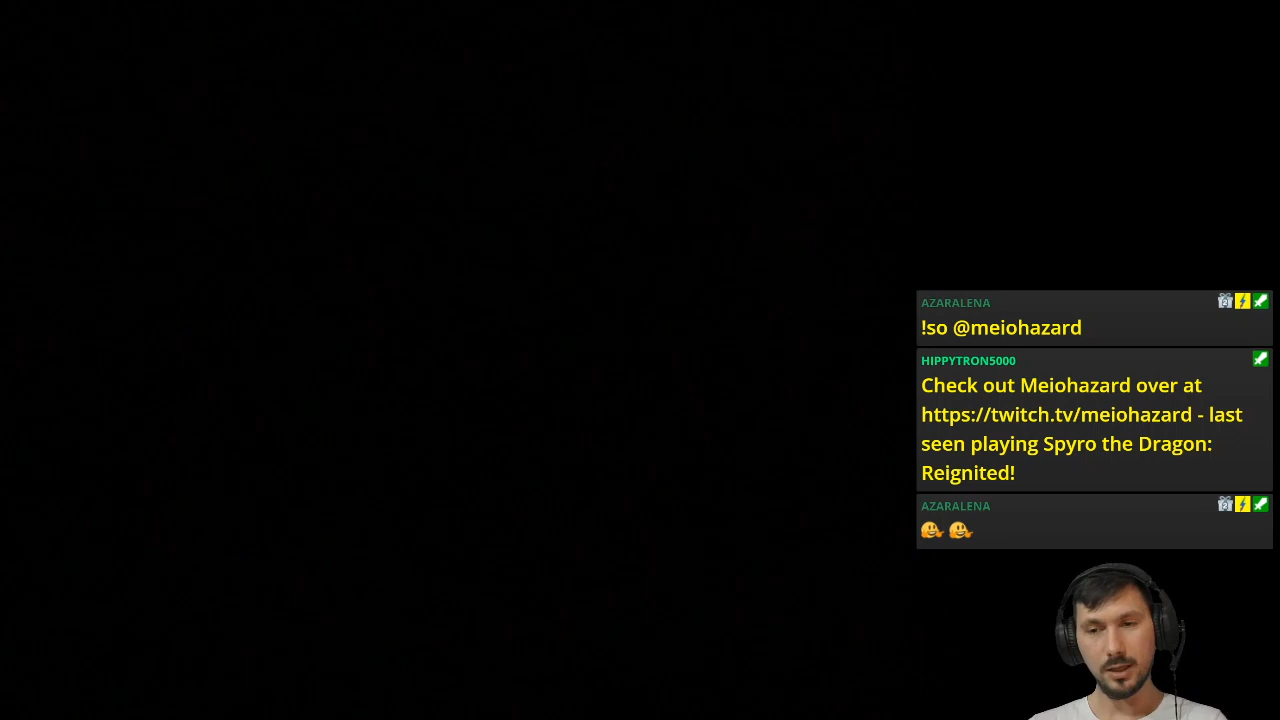 AZARALENA
!so @meiohazard
HIPPYTRON5000
Check out Meiohazard over at
https://twitch.tv/meiohazard - last
seen playing Spyro the Dragon:
Reignited!
AZARALENA